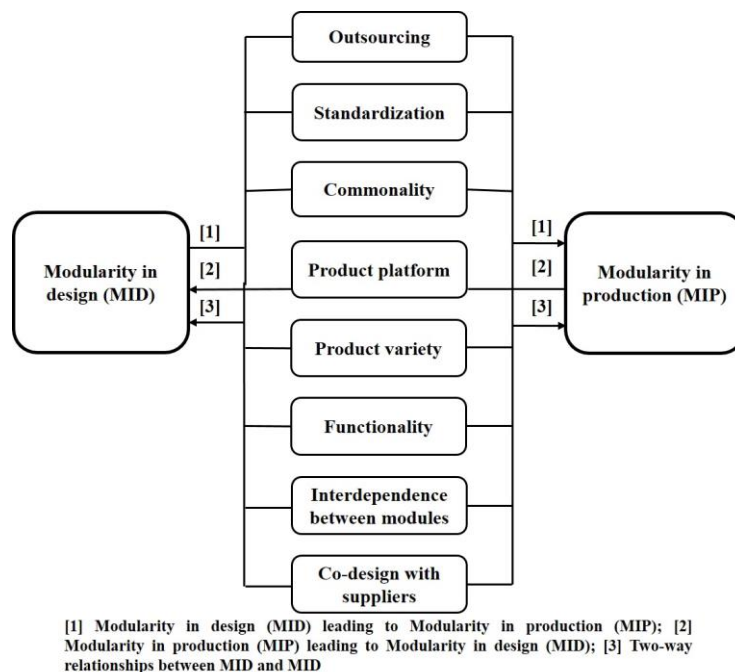 Outsourcing
Standardization
Commonality
[1]
[1]
Modularity in
design (MID)
[2]
Product platform
[2]
Modularity in
production (MIP)
[3]
[3]
Product variety
Functionality
Interdependence
between modules
Co-design with
suppliers
[1] Modularity in design (MID) leading to Modularity in production (MIP); [2]
Modularity in production (MIP) leading to Modularity in design (MID); [3] Two-way
relationships between MID and MID